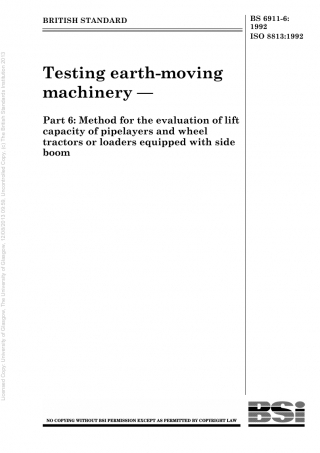 BRITISH STANDARD
BS 6911-6:
1992
ISO 8813:1992
Testing earth-moving
machinery —
Part 6: Method for the evaluation of lift
capacity of pipelayers and wheel
tractors or loaders equipped with side
boom
Licensed Copy: University of Glasgow, The University of Glasgow, 12/09/2013 09:36, Uncontrolled Copy, (c) The British Standards Institution 2013
NO COPYING WITHOUT BSI PERMISSION EXCEPT AS PERMITTED BY COPYRIGHT LAW
BSi